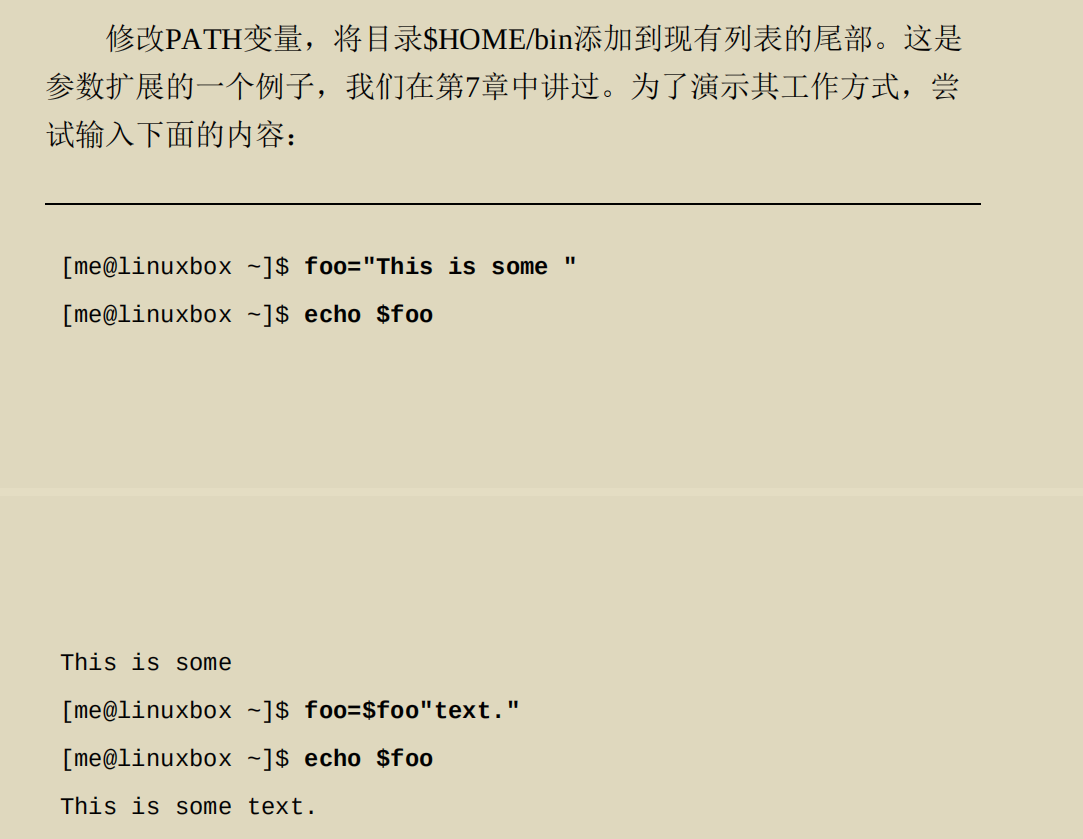 修改PATH变量，将目录$HOME/bin添加到现有列表的尾部。这是
参数扩展的一个例子，我们在第7章中讲过。为了演示其工作方式，尝
试输入下面的内容：
[me@linuxbox ~]$ foo="This is some "
[me@linuxbox ~]$ echo $foo
This is some
[me@linuxbox ~]$ foo=$foo"text."
[me@linuxbox ~]$ echo $foo
This is some text.